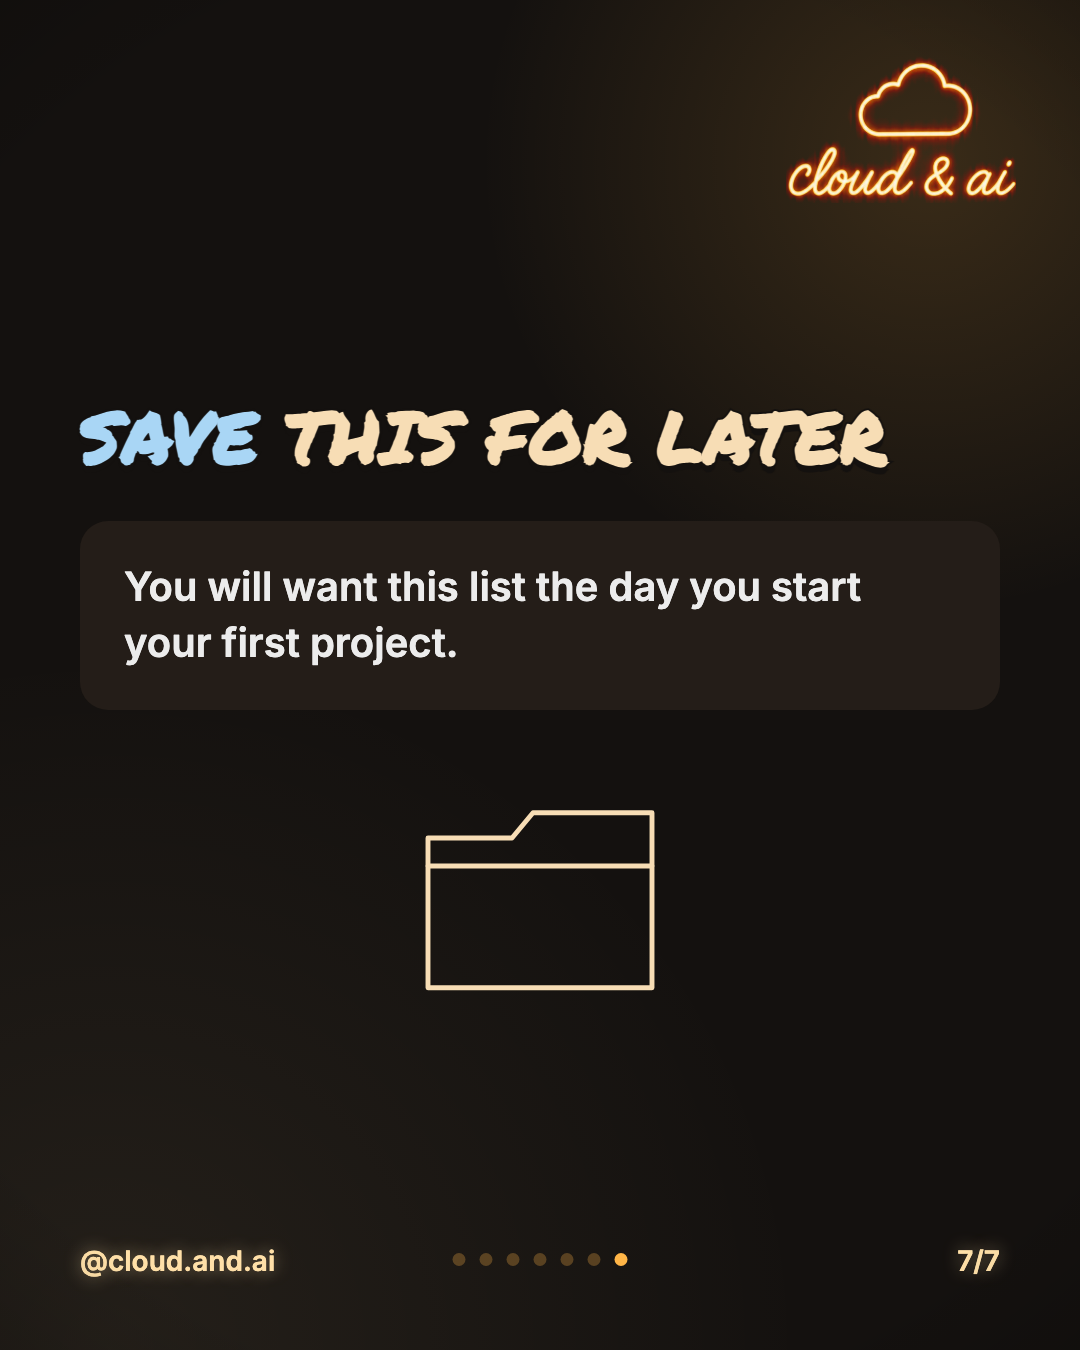 cloud & ai
SAVE THIS FOR LATER
You will want this list the day you start
your first project.
@cloud.and.ai
7/7